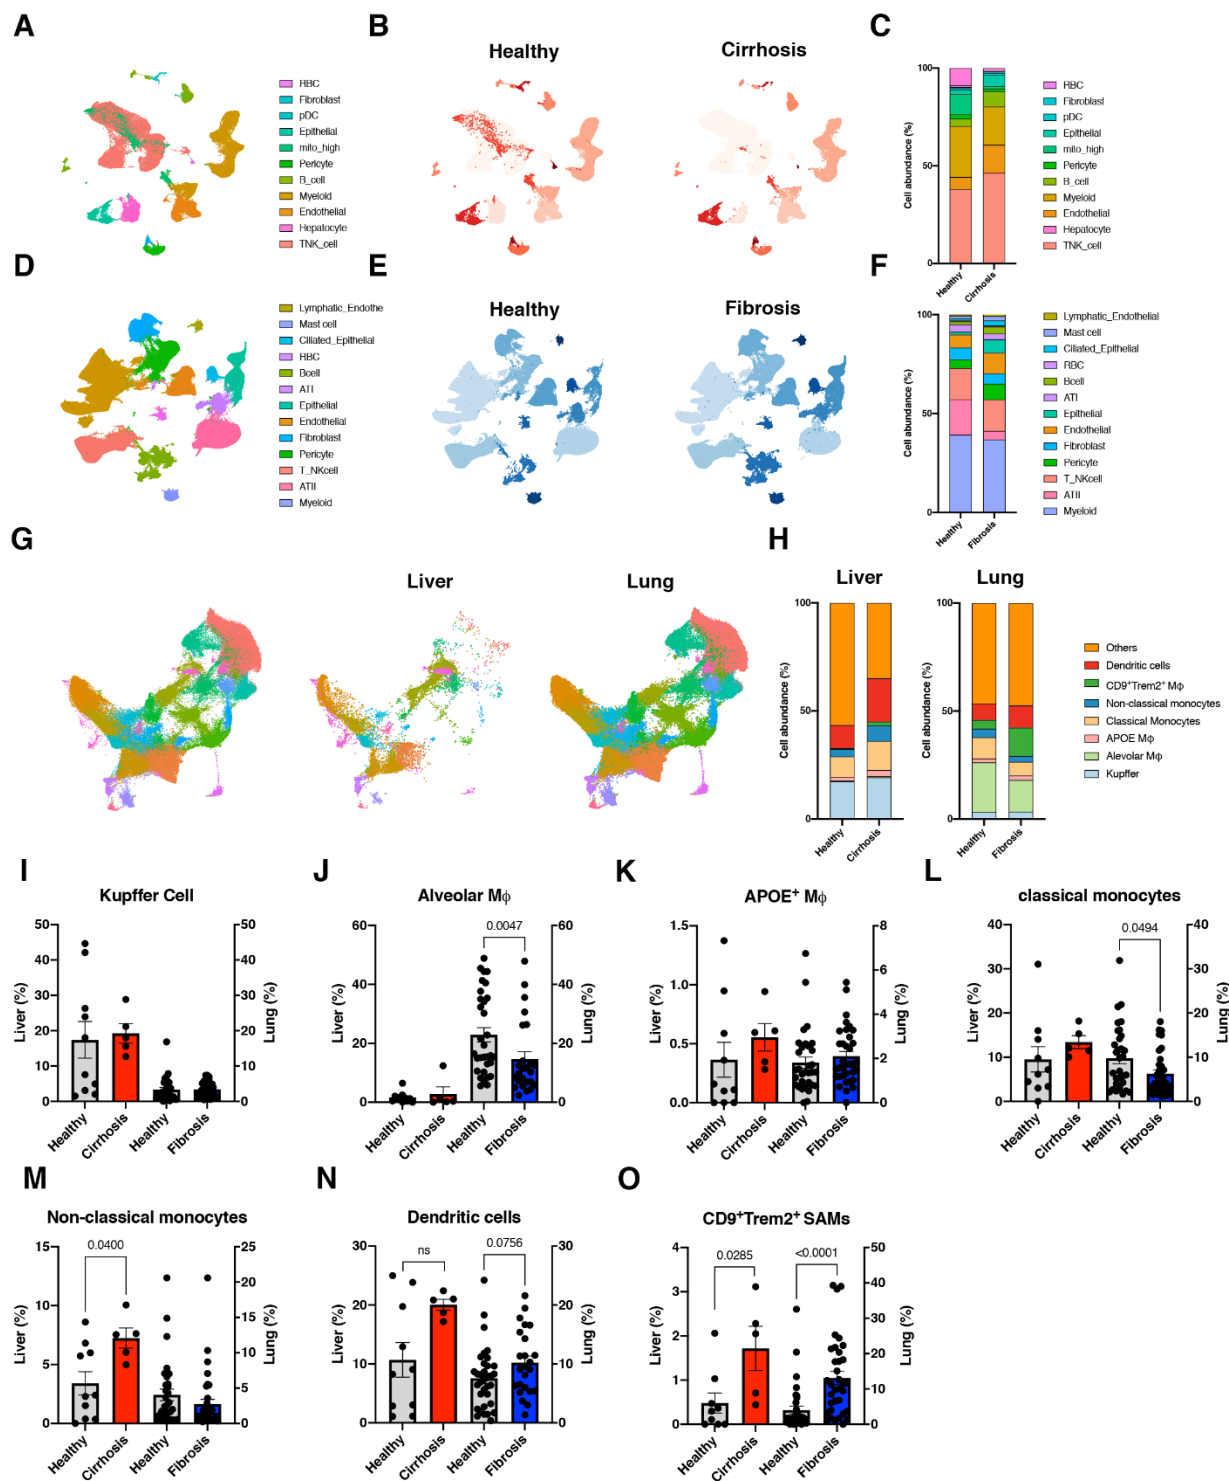 A
B
C
Healthy
Cirrhosis
RBC
Fibroblast
pDC
Epithelial
mito_high
Pericyte
B_cell
Myeloid
Endothelial
Hepatocyte
TNK_cell
Cell abundance (%)
100
50
0
Healthy
Cirrhosis
RBC
Fibroblast
pDC
Epithelial
mito_high
Pericyte
B_cell
Myeloid
Endothelial
Hepatocyte
TNK_cell
D
E
F
Healthy
Fibrosis
Lymphatic_Endothe
Mast cell
Ciliated_Epithelial
RBC
Bcell
ATI
Epithelial
Endothelial
Fibroblast
Pericyte
T_NKcell
ATII
Myeloid
Cell abundance (%)
100
50
0
Healthy
Fibrosis
Lymphatic_Endothelial
Mast cell
Ciliated_Epithelial
RBC
Bcell
ATI
Epithelial
Endothelial
Fibroblast
Pericyte
T_NKcell
ATII
Myeloid
G
H
Liver
Lung
Liver
Lung
Cell abundance (%)
100
50
0
Healthy
Cirrhosis
Cell abundance (%)
100
50
0
Healthy
Fibrosis
Others
Dendritic cells
CD9⁺Trem2⁺ Mφ
Non-classical monocytes
Classical Monocytes
APOE Mφ
Alevolar Mφ
Kupffer
I
Kupffer Cell
Liver (%)
50
40
30
20
10
0
50
40
30
20
10
0
Lung (%)
Healthy
Cirrhosis
Healthy
Fibrosis
J
Alveolar Mφ
0.0047
Liver (%)
60
40
20
0
60
40
20
0
Lung (%)
Healthy
Cirrhosis
Healthy
Fibrosis
K
APOE⁺ Mφ
Liver (%)
1.5
1.0
0.5
0.0
8
6
4
2
0
Lung (%)
Healthy
Cirrhosis
Healthy
Fibrosis
L
classical monocytes
0.0494
Liver (%)
40
30
20
10
0
40
30
20
10
0
Lung (%)
Healthy
Cirrhosis
Healthy
Fibrosis
M
Non-classical monocytes
0.0400
Liver (%)
15
10
5
0
25
20
15
10
5
0
Lung (%)
Healthy
Cirrhosis
Healthy
Fibrosis
N
Dendritic cells
ns
0.0756
Liver (%)
30
20
10
0
30
20
10
0
Lung (%)
Healthy
Cirrhosis
Healthy
Fibrosis
O
CD9⁺Trem2⁺ SAMs
0.0285
<0.0001
Liver (%)
4
3
2
1
0
50
40
30
20
10
0
Lung (%)
Healthy
Cirrhosis
Healthy
Fibrosis